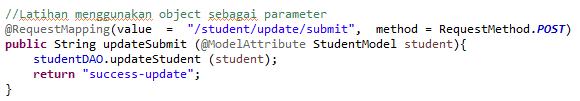 //Latihan menggunakan object sebagai parameter
@RequestMapping(value = "/student/update/submit", method = RequestMethod.POST)
public String updateSubmit (@ModelAttribute StudentModel student){
studentDAO.updateStudent (student);
return "success-update";
}